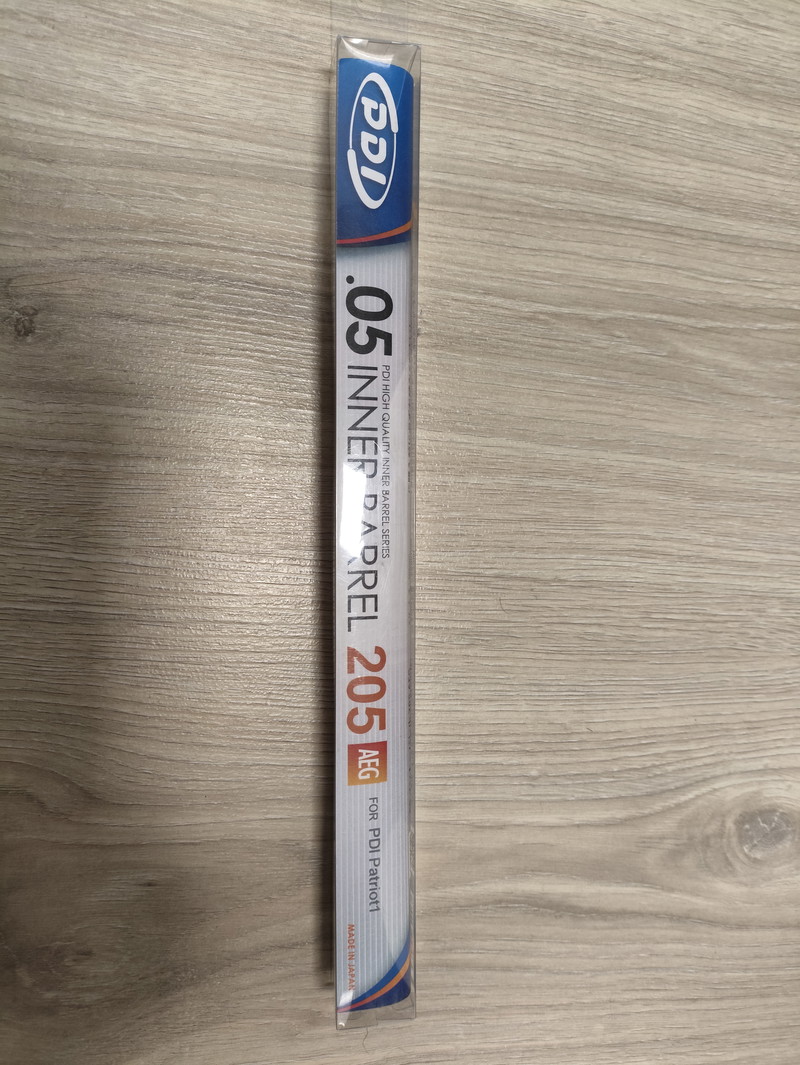 PDI
PDI HIGH QUALITY INNER BARREL SERIES
.05 INNER BARREL 205 AEG FOR PDI Patriot1
MADE IN JAPAN